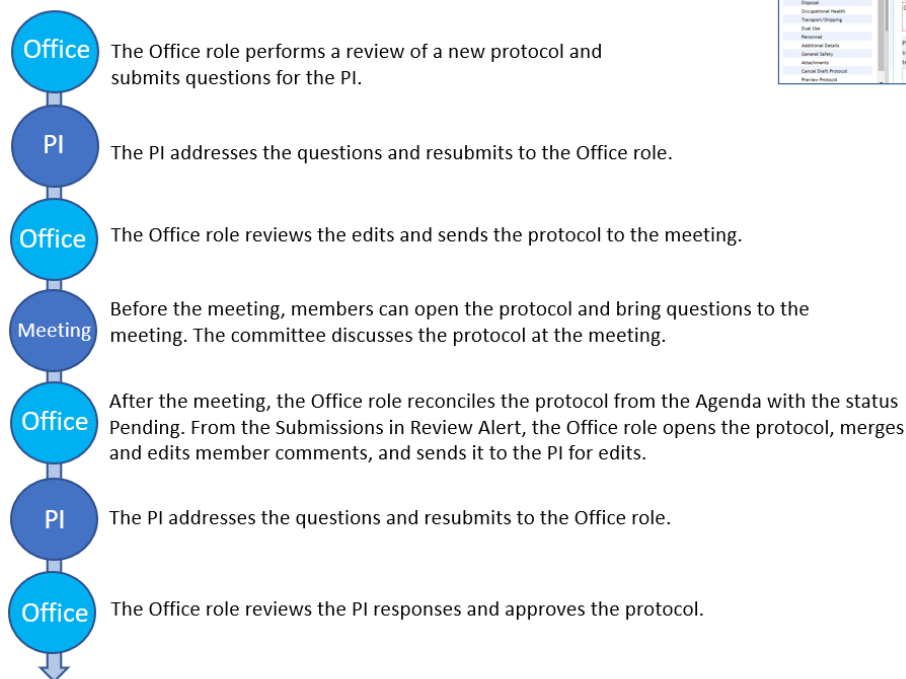 Disposal
Occupational Health
Transport/Shipping
Dual Use
Personnel
Additional Details
General Safety
Attachments
Cancel Draft Protocol
Preview Protocol
Office
The Office role performs a review of a new protocol and
submits questions for the PI.
PI
The PI addresses the questions and resubmits to the Office role.
Office
The Office role reviews the edits and sends the protocol to the meeting.
Meeting
Before the meeting, members can open the protocol and bring questions to the
meeting. The committee discusses the protocol at the meeting.
Office
After the meeting, the Office role reconciles the protocol from the Agenda with the status
Pending. From the Submissions in Review Alert, the Office role opens the protocol, merges
and edits member comments, and sends it to the PI for edits.
PI
The PI addresses the questions and resubmits to the Office role.
Office
The Office role reviews the PI responses and approves the protocol.